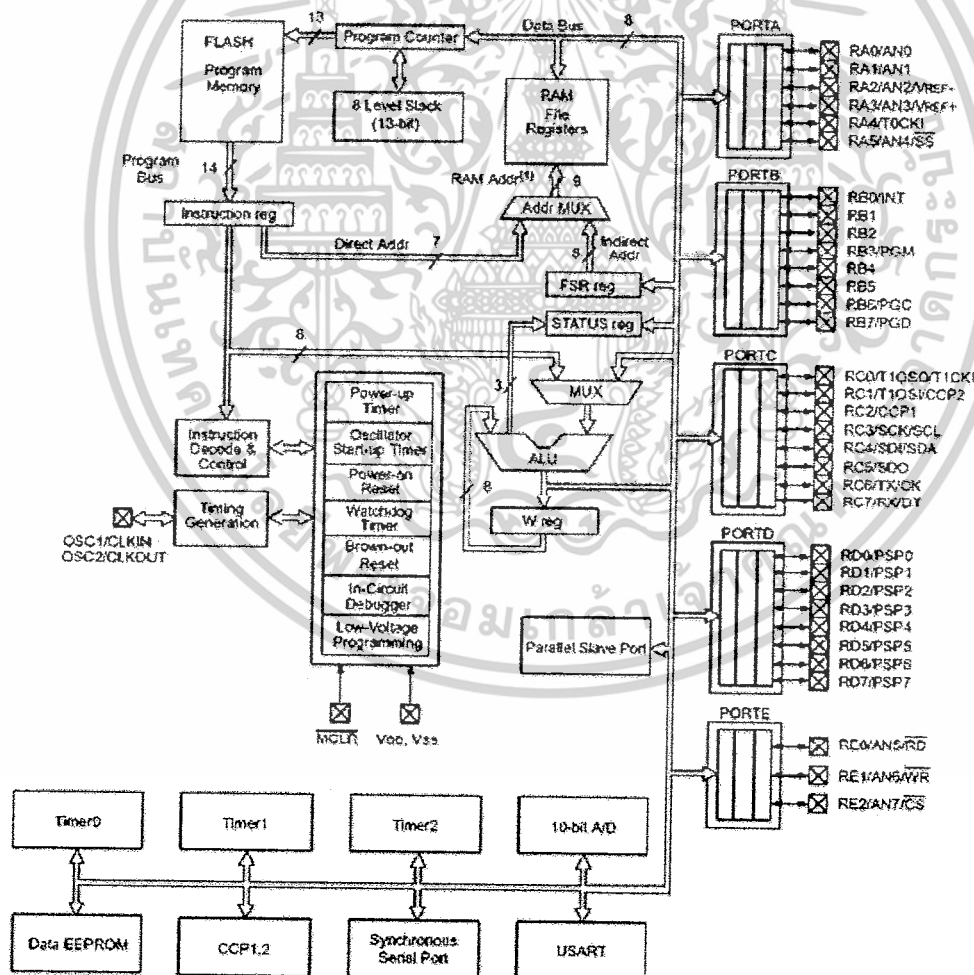 13
Program Counter
Data Bus
8
FLASH
Program
Memory
8 Level Stack
(13-bit)
RAM
File
Registers
Program
Bus
14
RAM Addr(1)
9
Addr MUX
Instruction reg
Direct Addr
7
Indirect
Addr
FSR reg
STATUS reg
8
3
MUX
ALU
8
W reg
Power-up
Timer
Oscillator
Start-up Timer
Power-on
Reset
Watchdog
Timer
Brown-out
Reset
In-Circuit
Debugger
Low-Voltage
Programming
Instruction
Decode &
Control
Timing
Generation
OSC1/CLKIN
OSC2/CLKOUT
MCLR
VDD, VSS
Parallel Slave Port
PORTA
RA0/AN0
RA1/AN1
RA2/AN2/VREF-
RA3/AN3/VREF+
RA4/T0CKI
RA5/AN4/SS
PORTB
RB0/INT
RB1
RB2
RB3/PGM
RB4
RB5
RB6/PGC
RB7/PGD
PORTC
RC0/T1OSO/T1CKI
RC1/T1OSI/CCP2
RC2/CCP1
RC3/SCK/SCL
RC4/SDI/SDA
RC5/SDO
RC6/TX/CK
RC7/RX/DT
PORTD
RD0/PSP0
RD1/PSP1
RD2/PSP2
RD3/PSP3
RD4/PSP4
RD5/PSP5
RD6/PSP6
RD7/PSP7
PORTE
RE0/AN5/RD
RE1/AN6/WR
RE2/AN7/CS
Timer0
Timer1
Timer2
10-bit A/D
Data EEPROM
CCP1,2
Synchronous
Serial Port
USART